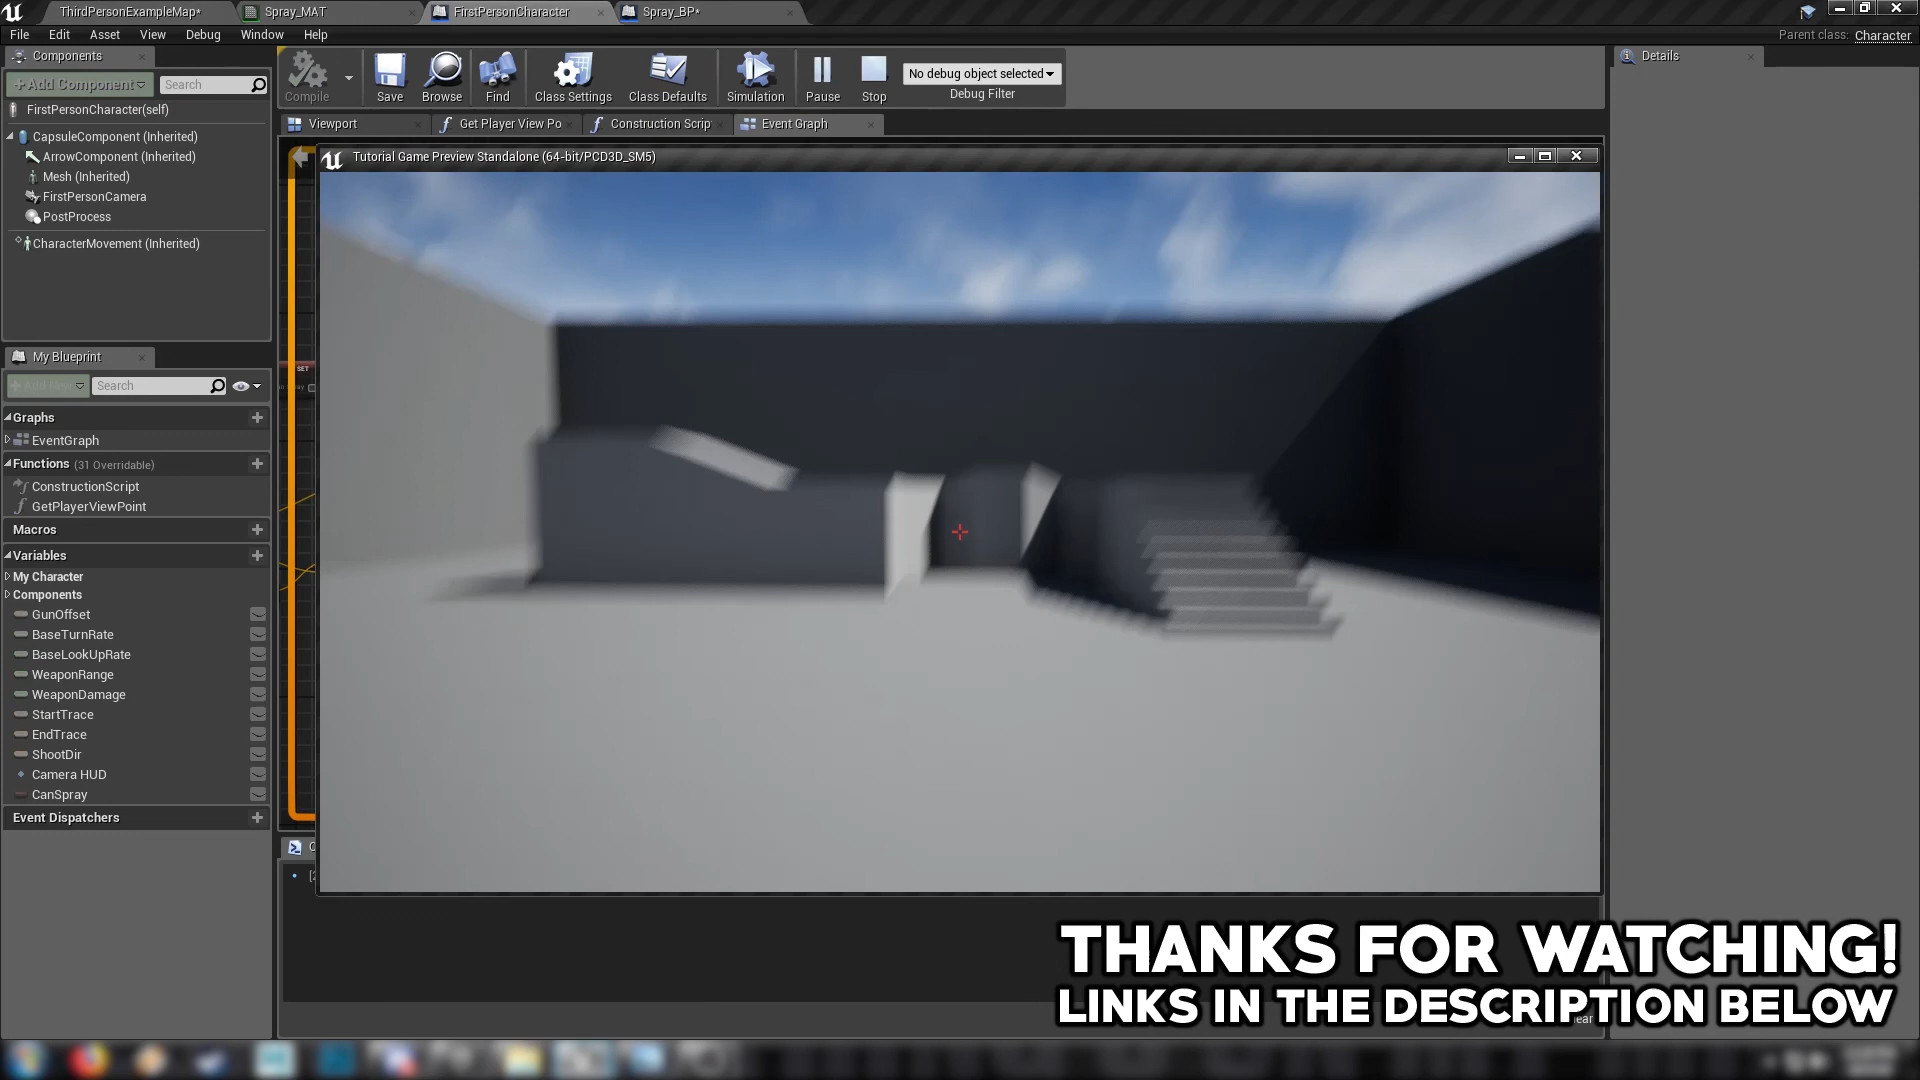 ThirdPersonExampleMap*
Spray_MAT
FirstPersonCharacter
Spray_BP*
File Edit Asset View Debug Window Help
Parent class: Character
Components
+Add Component
Search
FirstPersonCharacter(self)
CapsuleComponent (Inherited)
ArrowComponent (Inherited)
Mesh (Inherited)
FirstPersonCamera
PostProcess
CharacterMovement (Inherited)
Compile
Save
Browse
Find
Class Settings
Class Defaults
Simulation
Pause
Stop
No debug object selected
Debug Filter
Details
Viewport
Get Player View Po
Construction Scrip
Event Graph
Tutorial Game Preview Standalone (64-bit/PCD3D_SM5)
SET
My Blueprint
Search
Graphs
EventGraph
Functions (31 Overridable)
ConstructionScript
GetPlayerViewPoint
Macros
Variables
My Character
Components
GunOffset
BaseTurnRate
BaseLookUpRate
WeaponRange
WeaponDamage
StartTrace
EndTrace
ShootDir
Camera HUD
CanSpray
Event Dispatchers
THANKS FOR WATCHING!
LINKS IN THE DESCRIPTION BELOW